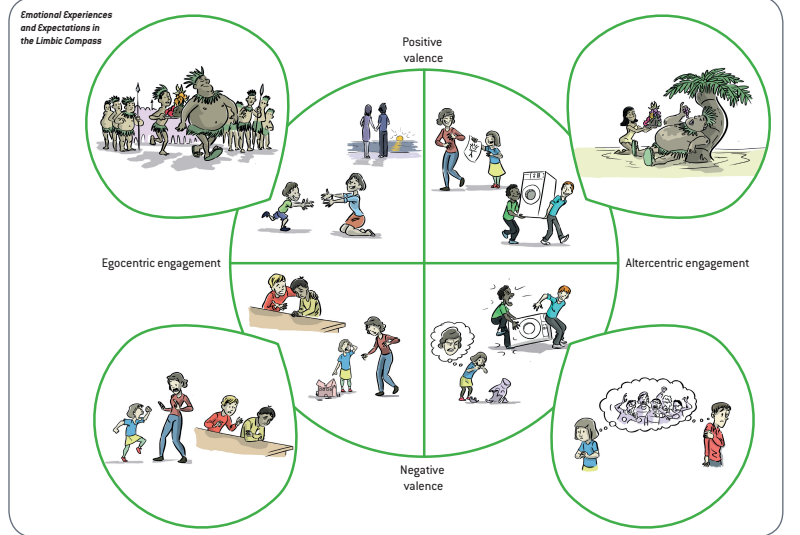 Emotional Experiences
and Expectations in
the Limbic Compass
Positive
valence
Egocentric engagement
Altercentric engagement
Negative
valence